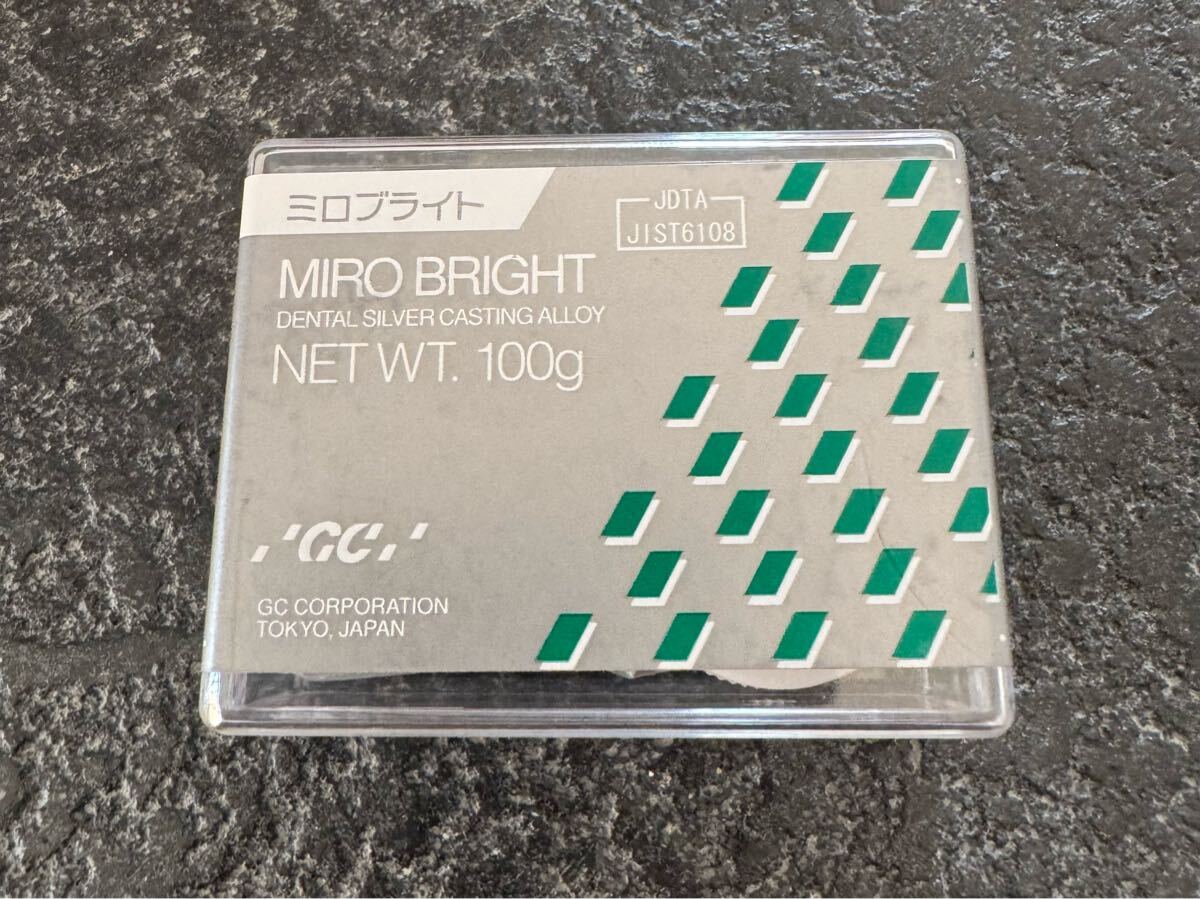 ミロブライト
JDTA
JIST6108
MIRO BRIGHT
DENTAL SILVER CASTING ALLOY
NET WT. 100g
GC
GC CORPORATION
TOKYO, JAPAN